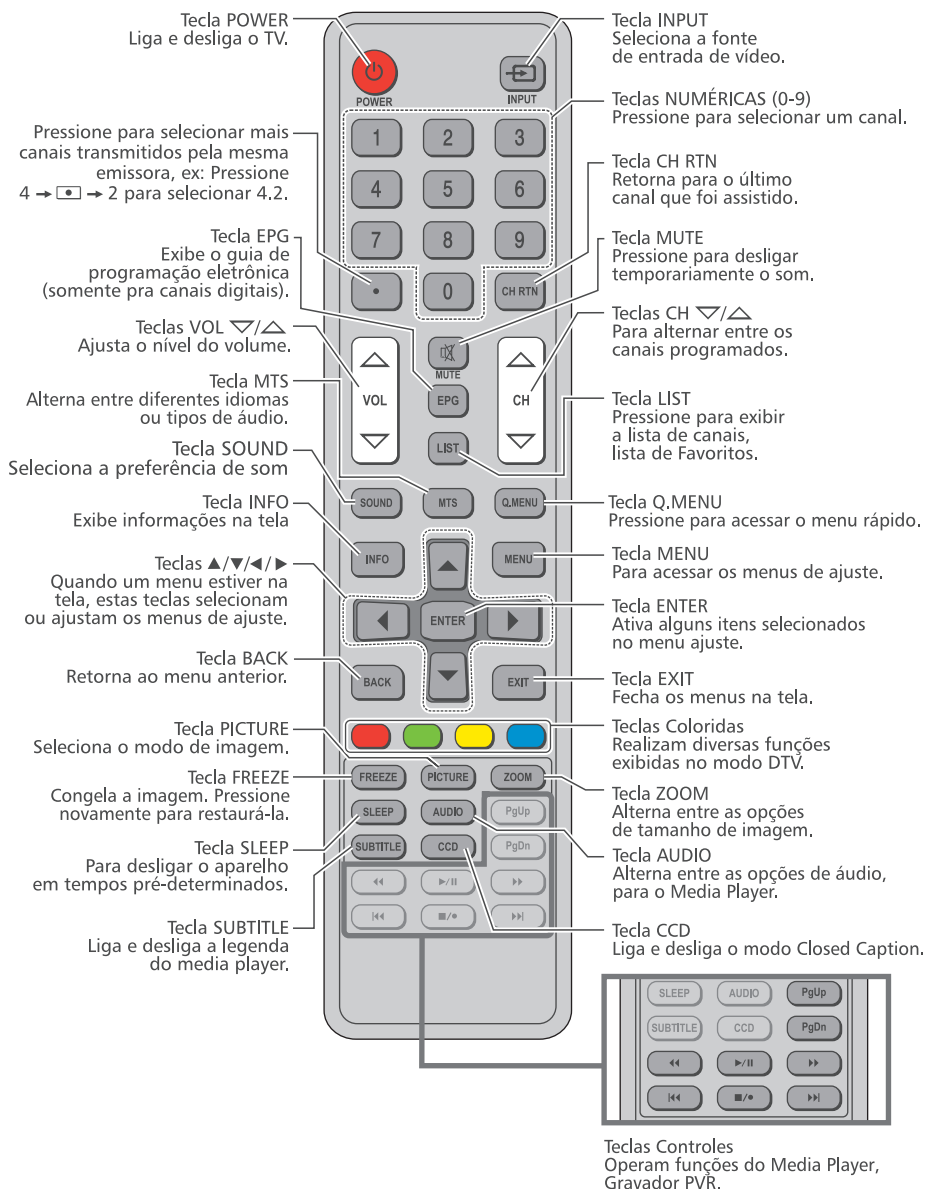 Tecla POWER
Liga e desliga o TV.
Pressione para selecionar mais
canais transmitidos pela mesma
emissora, ex: Pressione
4 → [•] → 2 para selecionar 4.2.
Tecla EPG
Exibe o guia de
programação eletrônica
(somente pra canais digitais).
Teclas VOL ▽/△
Ajusta o nível do volume.
Tecla MTS
Alterna entre diferentes idiomas
ou tipos de áudio.
Tecla SOUND
Seleciona a preferência de som
Tecla INFO
Exibe informações na tela
Teclas ▲/▼/◄/►
Quando um menu estiver na
tela, estas teclas selecionam
ou ajustam os menus de ajuste.
Tecla BACK
Retorna ao menu anterior.
Tecla PICTURE
Seleciona o modo de imagem.
Tecla FREEZE
Congela a imagem. Pressione
novamente para restaurá-la.
Tecla SLEEP
Para desligar o aparelho
em tempos pré-determinados.
Tecla SUBTITLE
Liga e desliga a legenda
do media player.
POWER
INPUT
1 2 3
4 5 6
7 8 9
• 0 CH RTN
VOL
MUTE
EPG
LIST
CH
SOUND MTS Q.MENU
INFO MENU
ENTER
BACK EXIT
FREEZE PICTURE ZOOM
SLEEP AUDIO PgUp
SUBTITLE CCD PgDn
◄◄ ►/II ►►
I◄◄ ■/● ►►I
Tecla INPUT
Seleciona a fonte
de entrada de vídeo.
Teclas NUMÉRICAS (0-9)
Pressione para selecionar um canal.
Tecla CH RTN
Retorna para o último
canal que foi assistido.
Tecla MUTE
Pressione para desligar
temporariamente o som.
Teclas CH ▽/△
Para alternar entre os
canais programados.
Tecla LIST
Pressione para exibir
a lista de canais,
lista de Favoritos.
Tecla Q.MENU
Pressione para acessar o menu rápido.
Tecla MENU
Para acessar os menus de ajuste.
Tecla ENTER
Ativa alguns itens selecionados
no menu ajuste.
Tecla EXIT
Fecha os menus na tela.
Teclas Coloridas
Realizam diversas funções
exibidas no modo DTV.
Tecla ZOOM
Alterna entre as opções
de tamanho de imagem.
Tecla AUDIO
Alterna entre as opções de áudio,
para o Media Player.
Tecla CCD
Liga e desliga o modo Closed Caption.
SLEEP AUDIO PgUp
SUBTITLE CCD PgDn
◄◄ ►/II ►►
I◄◄ ■/● ►►I
Teclas Controles
Operam funções do Media Player,
Gravador PVR.